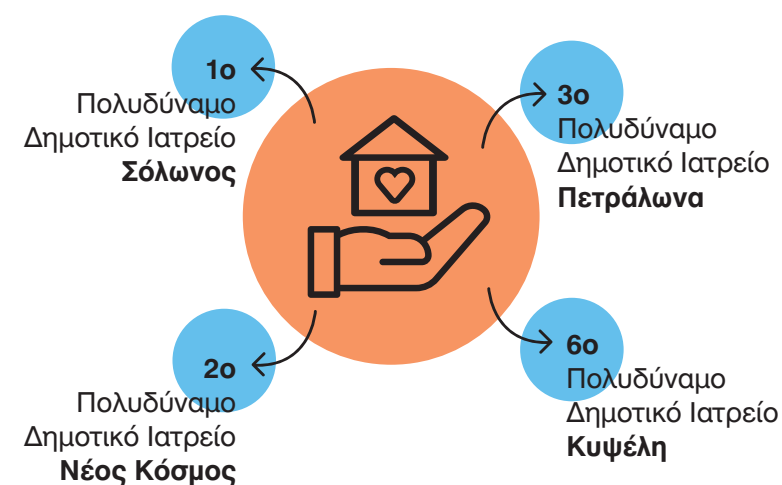 1ο
Πολυδύναμο
Δημοτικό Ιατρείο
Σόλωνος
3ο
Πολυδύναμο
Δημοτικό Ιατρείο
Πετράλωνα
2ο
Πολυδύναμο
Δημοτικό Ιατρείο
Νέος Κόσμος
6ο
Πολυδύναμο
Δημοτικό Ιατρείο
Κυψέλη